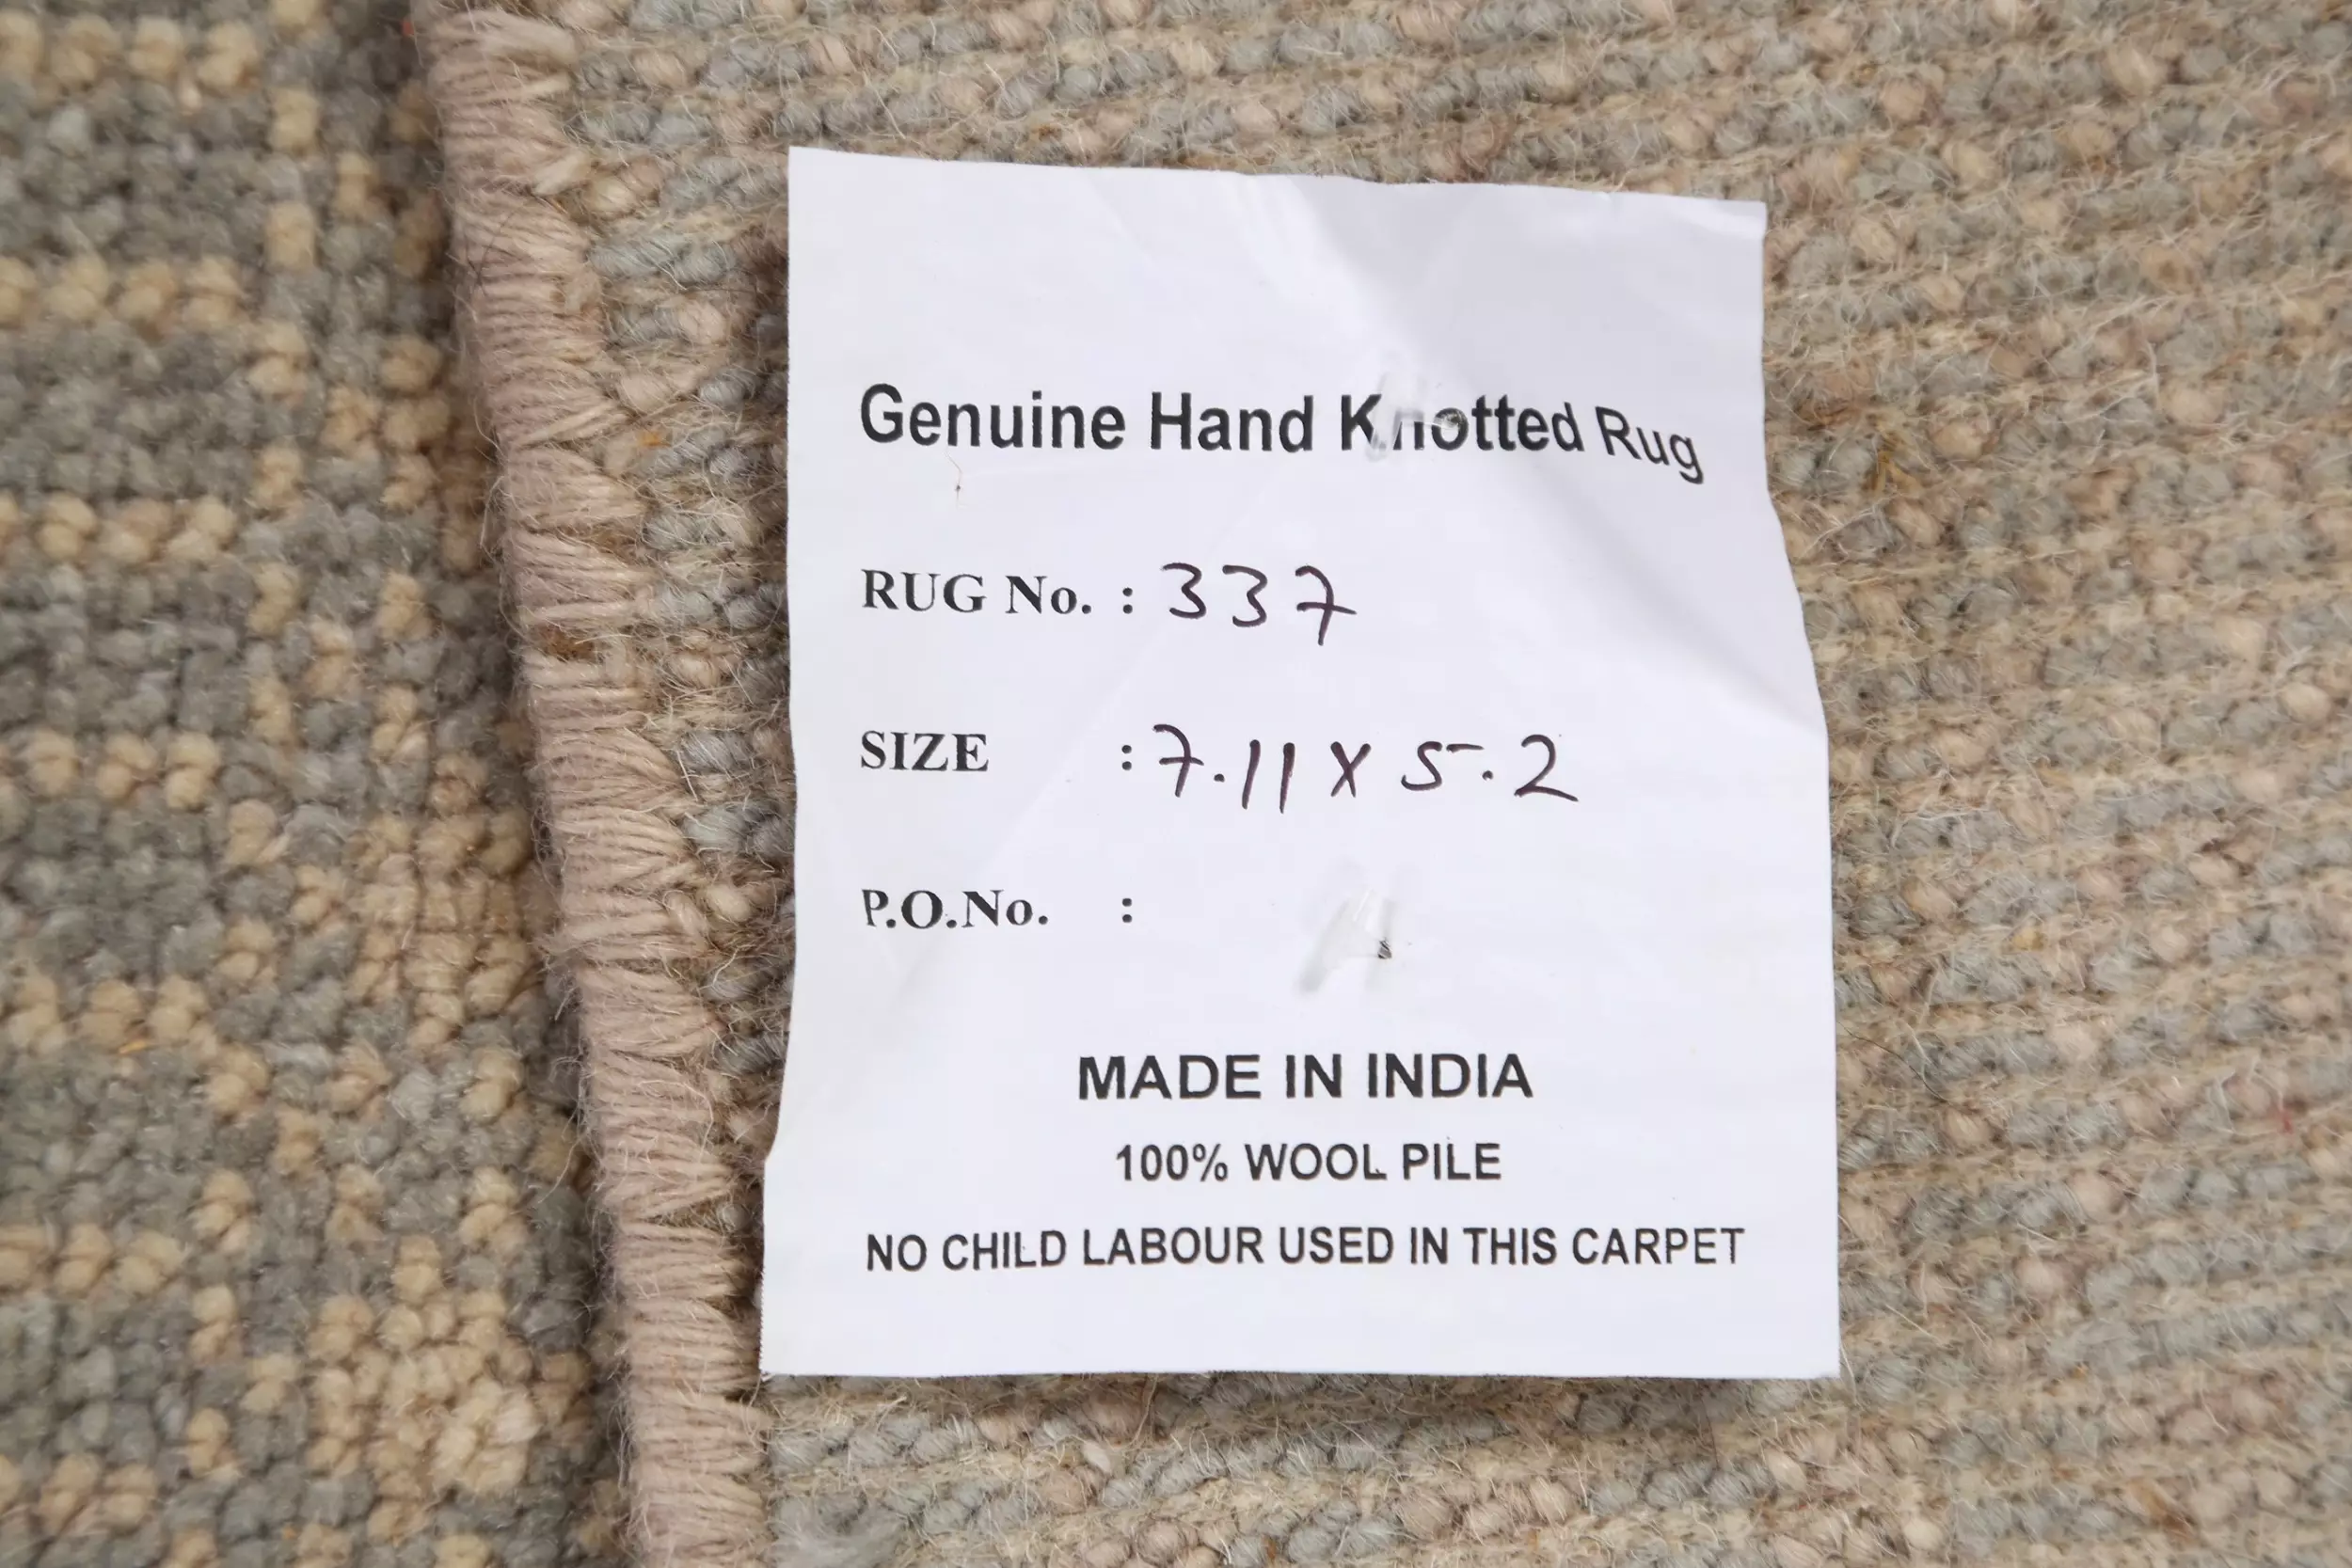 Genuine Hand Knotted Rug
RUG No. : 337
SIZE : 7.11 X 5.2
P.O.No. :
MADE IN INDIA
100% WOOL PILE
NO CHILD LABOUR USED IN THIS CARPET